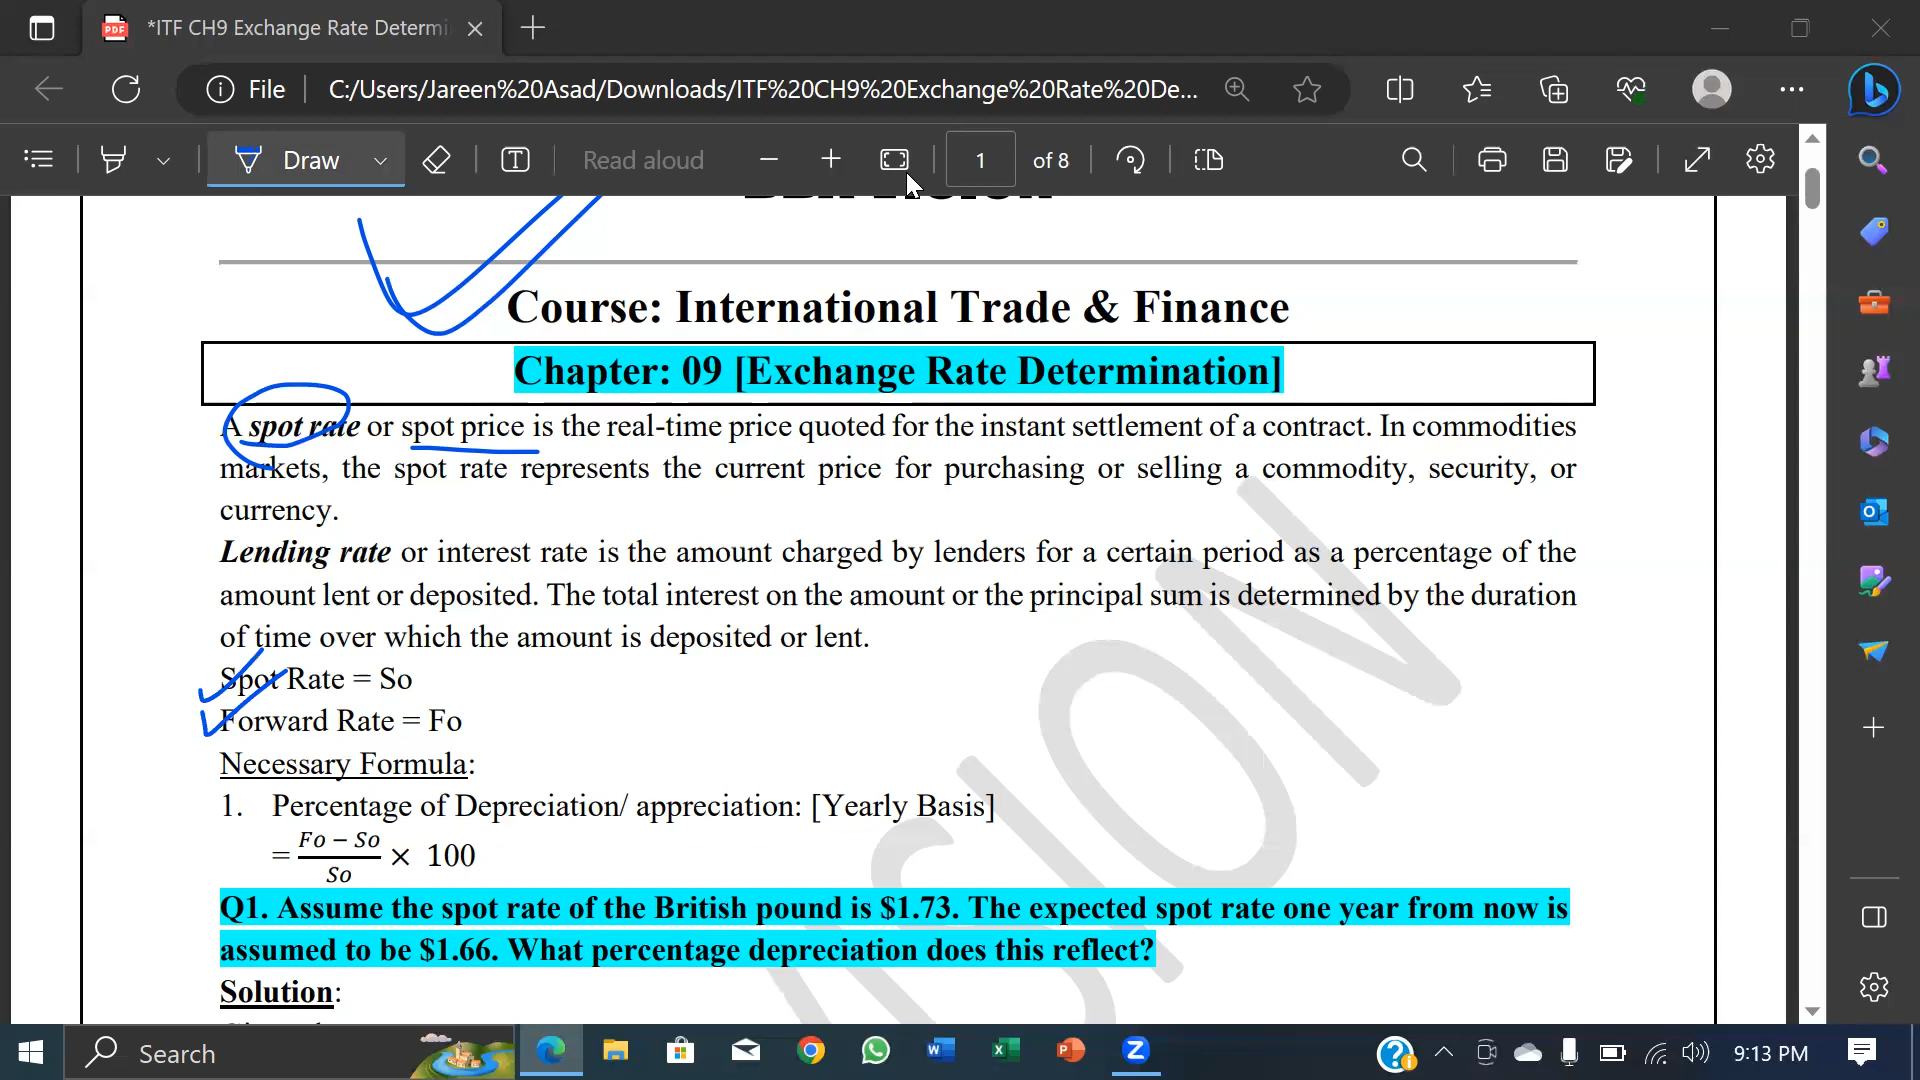 *ITF CH9 Exchange Rate Determi
File
C:/Users/Jareen%20Asad/Downloads/ITF%20CH9%20Exchange%20Rate%20De...
Draw
Read aloud
1
of 8
Course: International Trade & Finance
Chapter: 09 [Exchange Rate Determination]
A spot rate or spot price is the real-time price quoted for the instant settlement of a contract. In commodities
markets, the spot rate represents the current price for purchasing or selling a commodity, security, or
currency.
Lending rate or interest rate is the amount charged by lenders for a certain period as a percentage of the
amount lent or deposited. The total interest on the amount or the principal sum is determined by the duration
of time over which the amount is deposited or lent.
Spot Rate = So
Forward Rate = Fo
Necessary Formula:
1. Percentage of Depreciation/ appreciation: [Yearly Basis]
= Fo − So / So × 100
Q1. Assume the spot rate of the British pound is $1.73. The expected spot rate one year from now is
assumed to be $1.66. What percentage depreciation does this reflect?
Solution:
Search
9:13 PM